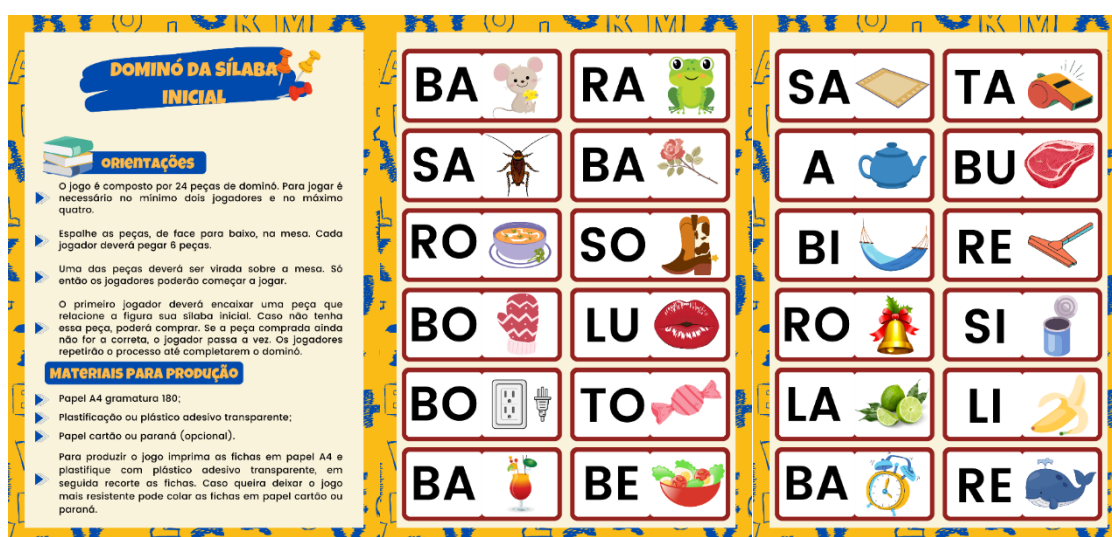 DOMINÓ DA SÍLABA
INICIAL
ORIENTAÇÕES
O jogo é composto por 24 peças de dominó. Para jogar é
necessário no mínimo dois jogadores e no máximo
quatro.
Espalhe as peças, de face para baixo, na mesa. Cada
jogador deverá pegar 6 peças.
Uma das peças deverá ser virada sobre a mesa. Só
então os jogadores poderão começar a jogar.
O primeiro jogador deverá encaixar uma peça que
relacione a figura sua sílaba inicial. Caso não tenha
essa peça, poderá comprar. Se a peça comprada ainda
não for a correta, o jogador passa a vez. Os jogadores
repetirão o processo até completarem o dominó.
MATERIAIS PARA PRODUÇÃO
Papel A4 gramatura 180;
Plastificação ou plástico adesivo transparente;
Papel cartão ou paraná (opcional).
Para produzir o jogo imprima as fichas em papel A4 e
plastifique com plástico adesivo transparente, em
seguida recorte as fichas. Caso queira deixar o jogo
mais resistente pode colar as fichas em papel cartão ou
paraná.
BA
RA
SA
BA
RO
SO
BO
LU
BO
TO
BA
BE
SA
TA
A
BU
BI
RE
RO
SI
LA
LI
BA
RE